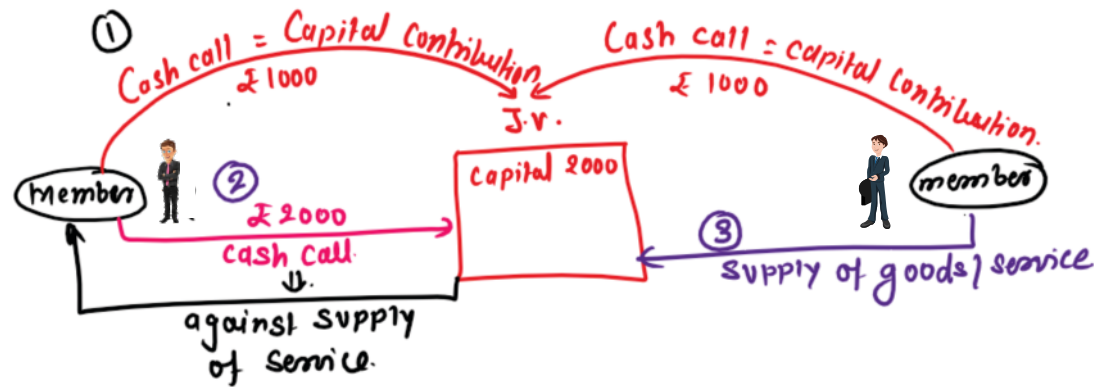 ①
Cash call = Capital Contribution
₤ 1000
Cash call = capital Contribution.
₤ 1000
J.V.
Capital 2000
member
member
②
₤ 2000
Cash Call.
⇓
against supply
of service.
③
supply of goods/service